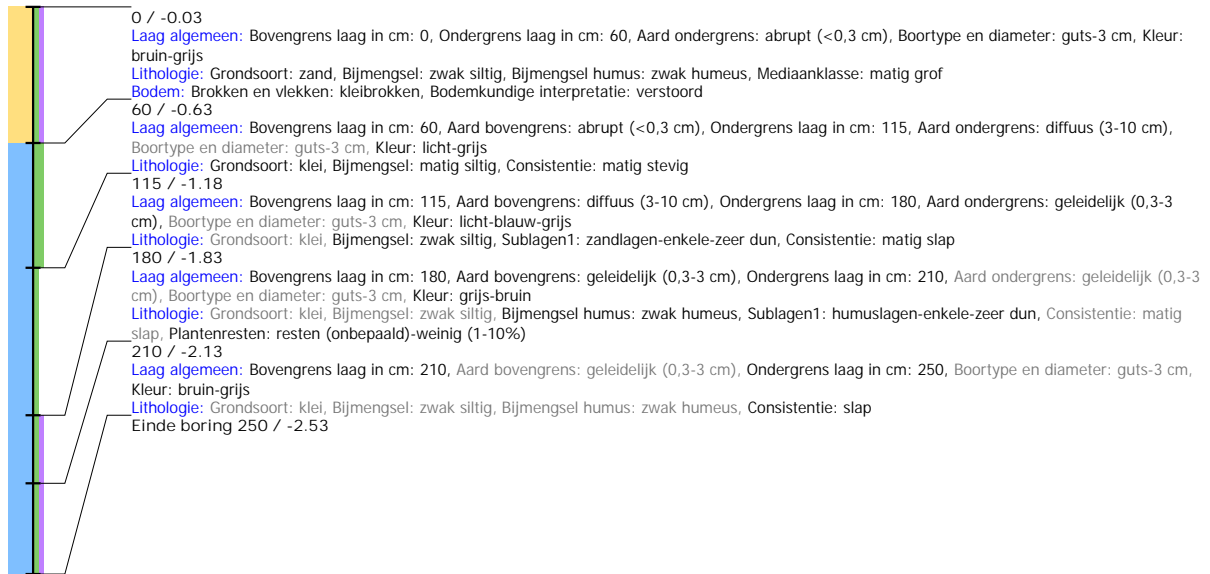 0 / -0.03
Laag algemeen: Bovengrens laag in cm: 0, Ondergrens laag in cm: 60, Aard ondergrens: abrupt (<0,3 cm), Boortype en diameter: guts-3 cm, Kleur:
bruin-grijs
Lithologie: Grondsoort: zand, Bijmengsel: zwak siltig, Bijmengsel humus: zwak humeus, Mediaanklasse: matig grof
Bodem: Brokken en vlekken: kleibrokken, Bodemkundige interpretatie: verstoord
60 / -0.63
Laag algemeen: Bovengrens laag in cm: 60, Aard bovengrens: abrupt (<0,3 cm), Ondergrens laag in cm: 115, Aard ondergrens: diffuus (3-10 cm),
Boortype en diameter: guts-3 cm, Kleur: licht-grijs
Lithologie: Grondsoort: klei, Bijmengsel: matig siltig, Consistentie: matig stevig
115 / -1.18
Laag algemeen: Bovengrens laag in cm: 115, Aard bovengrens: diffuus (3-10 cm), Ondergrens laag in cm: 180, Aard ondergrens: geleidelijk (0,3-3
cm), Boortype en diameter: guts-3 cm, Kleur: licht-blauw-grijs
Lithologie: Grondsoort: klei, Bijmengsel: zwak siltig, Sublagen1: zandlagen-enkele-zeer dun, Consistentie: matig slap
180 / -1.83
Laag algemeen: Bovengrens laag in cm: 180, Aard bovengrens: geleidelijk (0,3-3 cm), Ondergrens laag in cm: 210, Aard ondergrens: geleidelijk (0,3-3
cm), Boortype en diameter: guts-3 cm, Kleur: grijs-bruin
Lithologie: Grondsoort: klei, Bijmengsel: zwak siltig, Bijmengsel humus: zwak humeus, Sublagen1: humuslagen-enkele-zeer dun, Consistentie: matig
slap, Plantenresten: resten (onbepaald)-weinig (1-10%)
210 / -2.13
Laag algemeen: Bovengrens laag in cm: 210, Aard bovengrens: geleidelijk (0,3-3 cm), Ondergrens laag in cm: 250, Boortype en diameter: guts-3 cm,
Kleur: bruin-grijs
Lithologie: Grondsoort: klei, Bijmengsel: zwak siltig, Bijmengsel humus: zwak humeus, Consistentie: slap
Einde boring 250 / -2.53